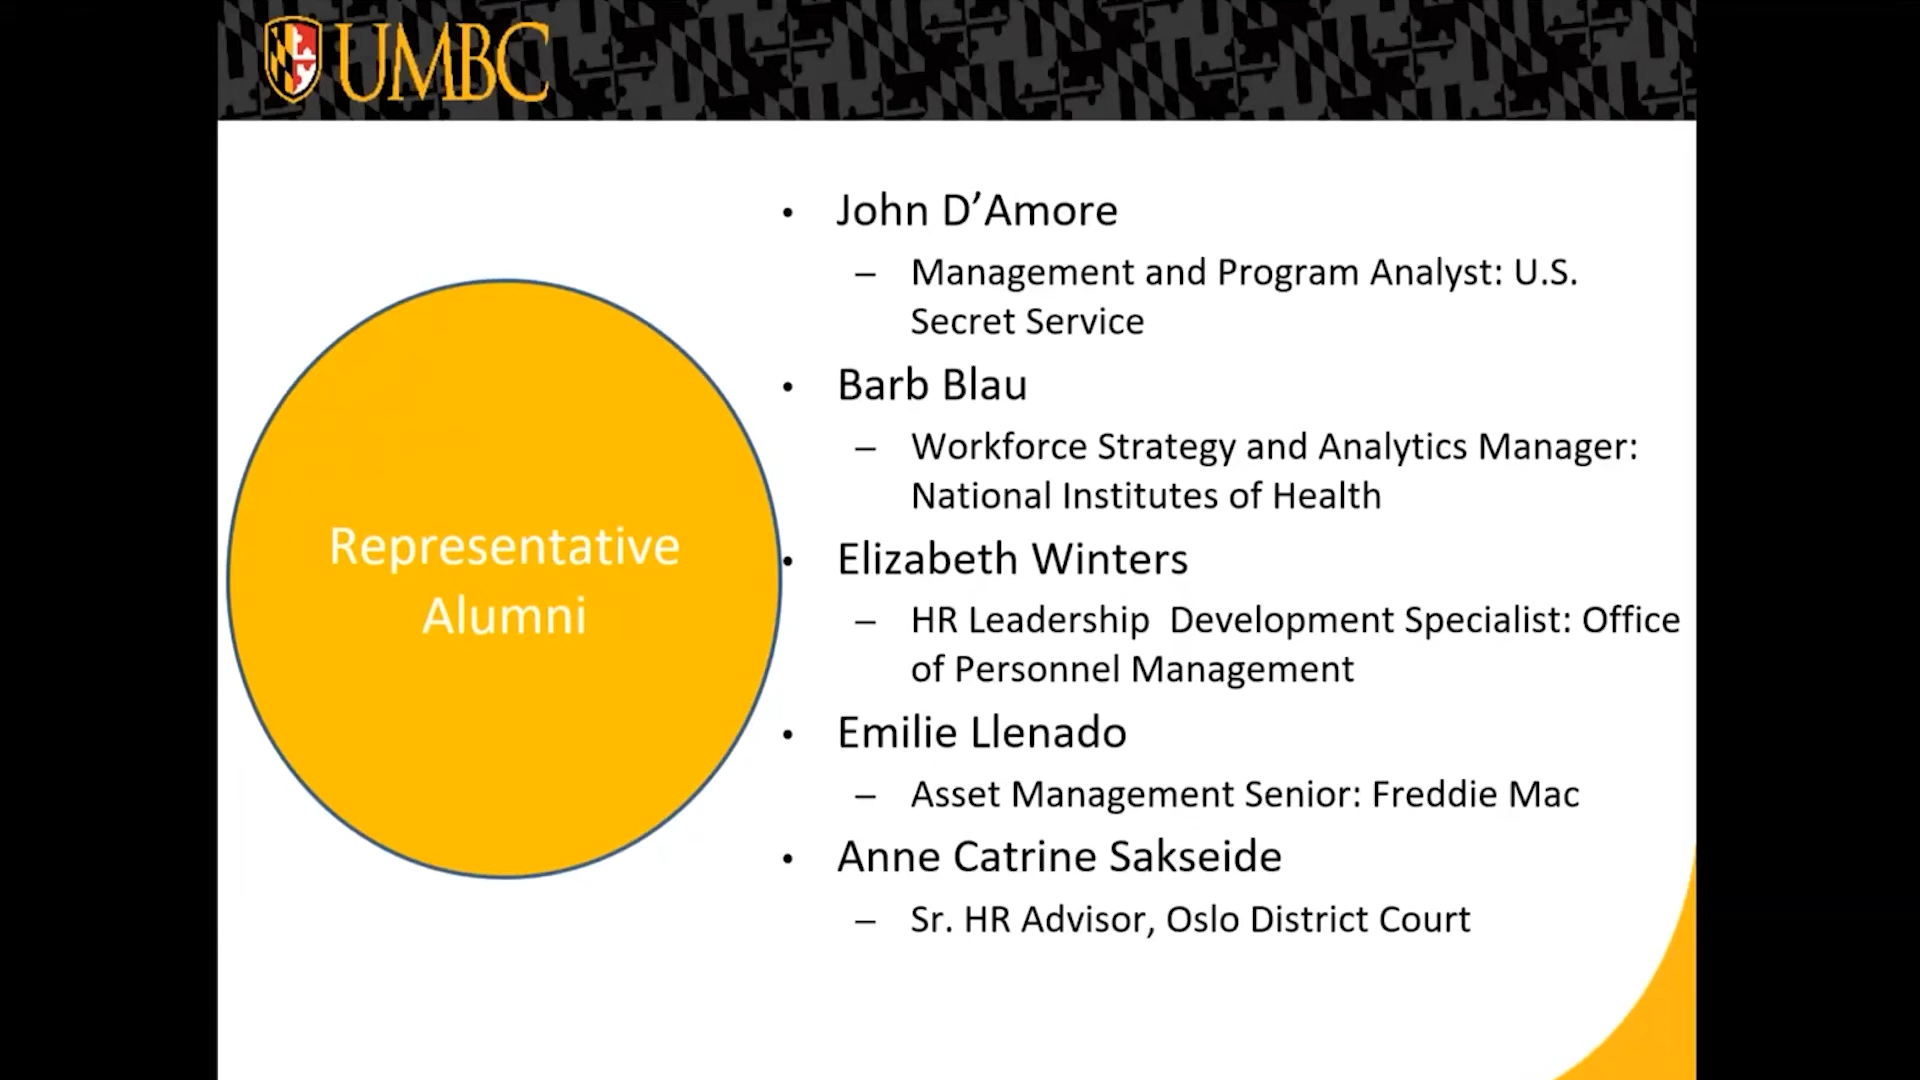 UMBC
Representative
Alumni
• John D’Amore
– Management and Program Analyst: U.S.
Secret Service
• Barb Blau
– Workforce Strategy and Analytics Manager:
National Institutes of Health
• Elizabeth Winters
– HR Leadership  Development Specialist: Office
of Personnel Management
• Emilie Llenado
– Asset Management Senior: Freddie Mac
• Anne Catrine Sakseide
– Sr. HR Advisor, Oslo District Court